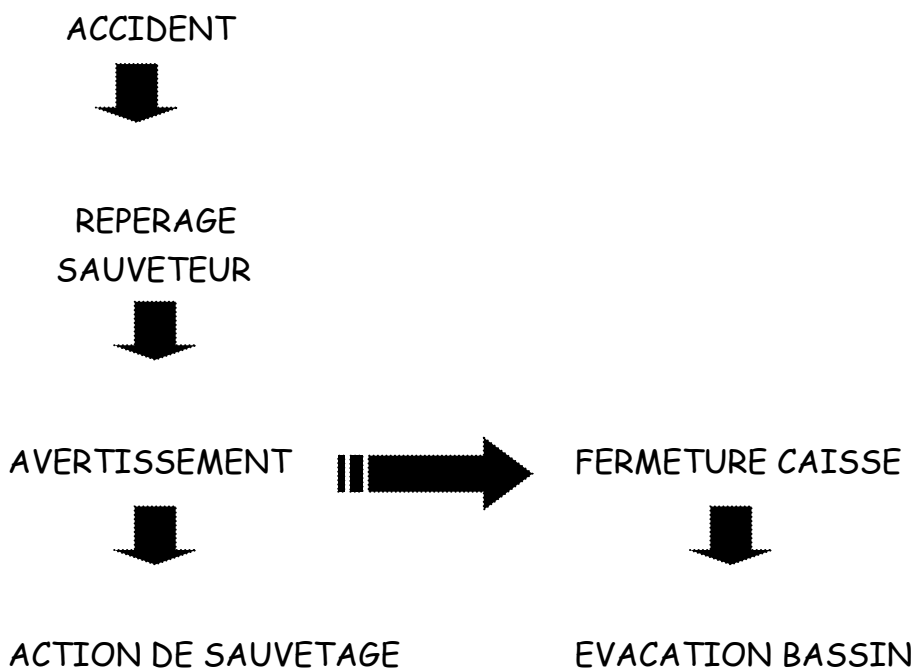 ACCIDENT
REPERAGE
SAUVETEUR
AVERTISSEMENT
FERMETURE CAISSE
ACTION DE SAUVETAGE
EVACATION BASSIN